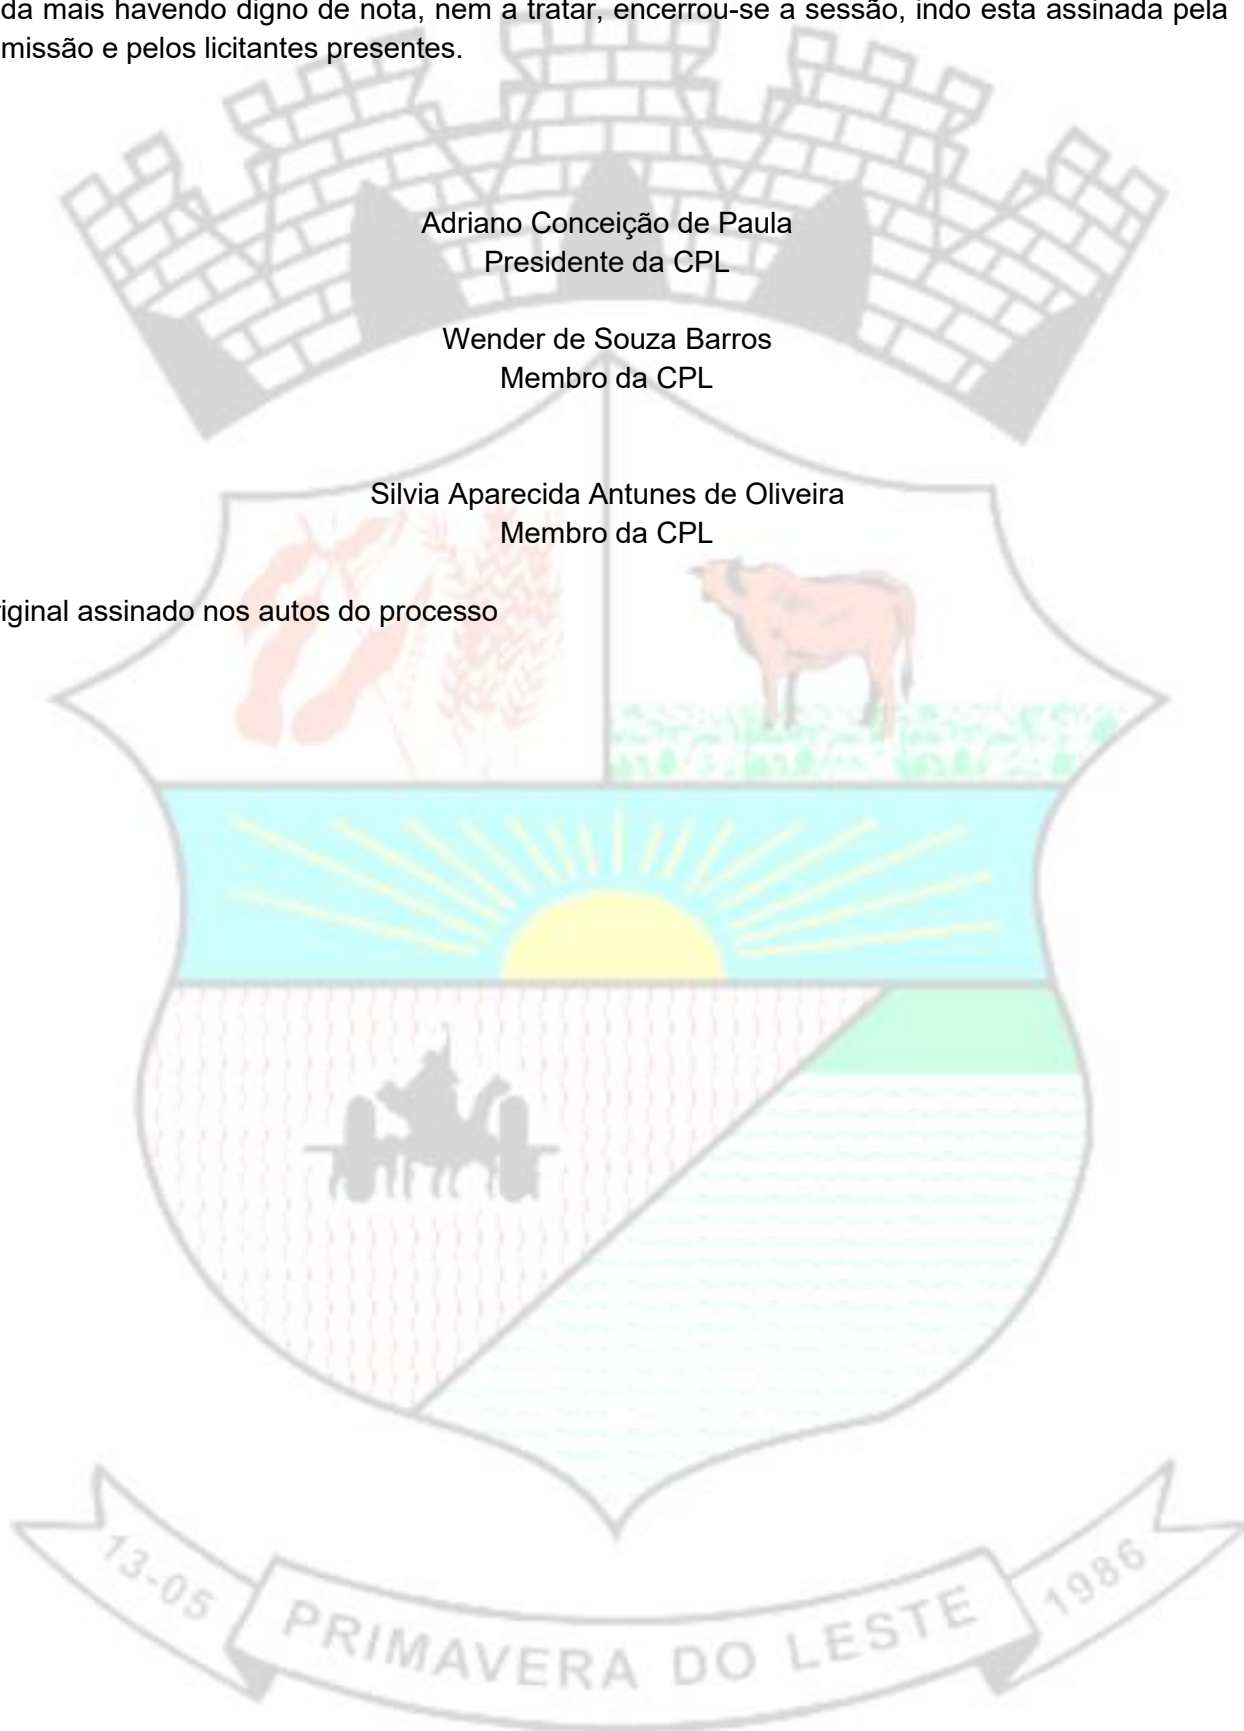 da mais havendo digno de nota, nem a tratar, encerrou-se a sessão, indo esta assinada pela
missão e pelos licitantes presentes.
Adriano Conceição de Paula
Presidente da CPL
Wender de Souza Barros
Membro da CPL
Silvia Aparecida Antunes de Oliveira
Membro da CPL
iginal assinado nos autos do processo
13-05
PRIMAVERA DO LESTE
1986